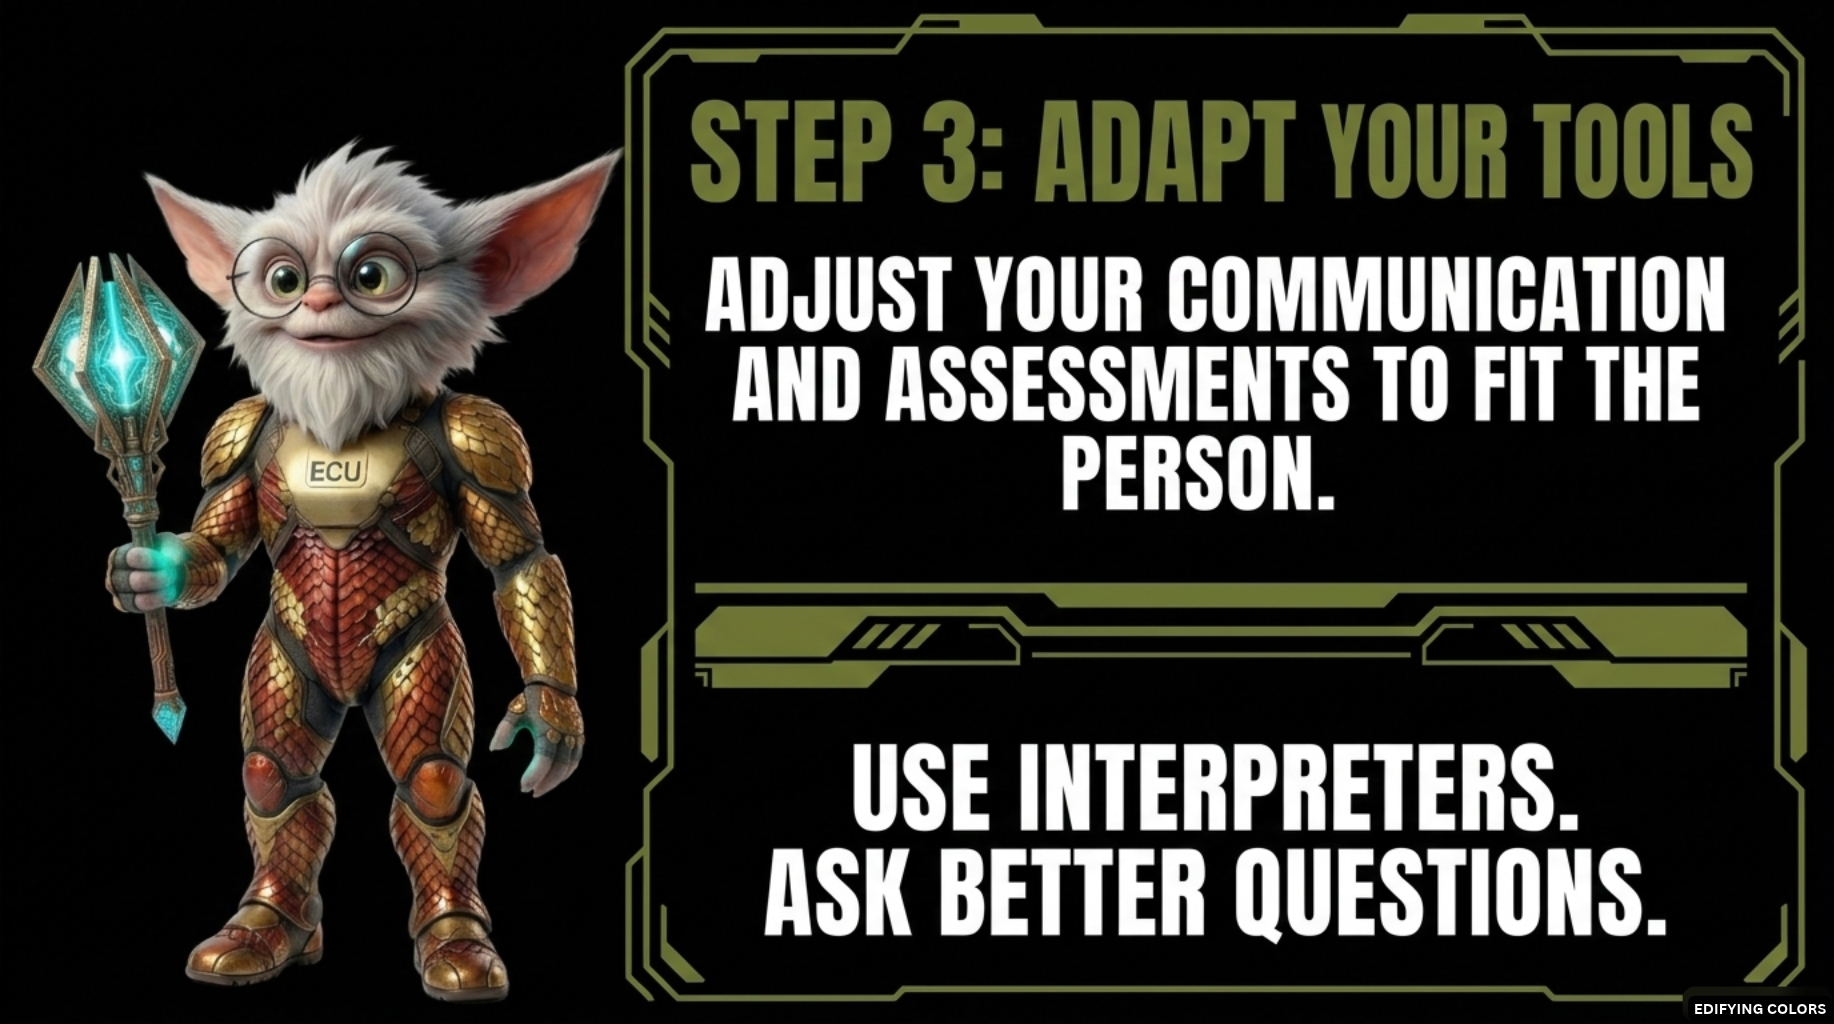 ECU
STEP 3: ADAPT YOUR TOOLS
ADJUST YOUR COMMUNICATION
AND ASSESSMENTS TO FIT THE
PERSON.
USE INTERPRETERS.
ASK BETTER QUESTIONS.
EDIFYING COLORS